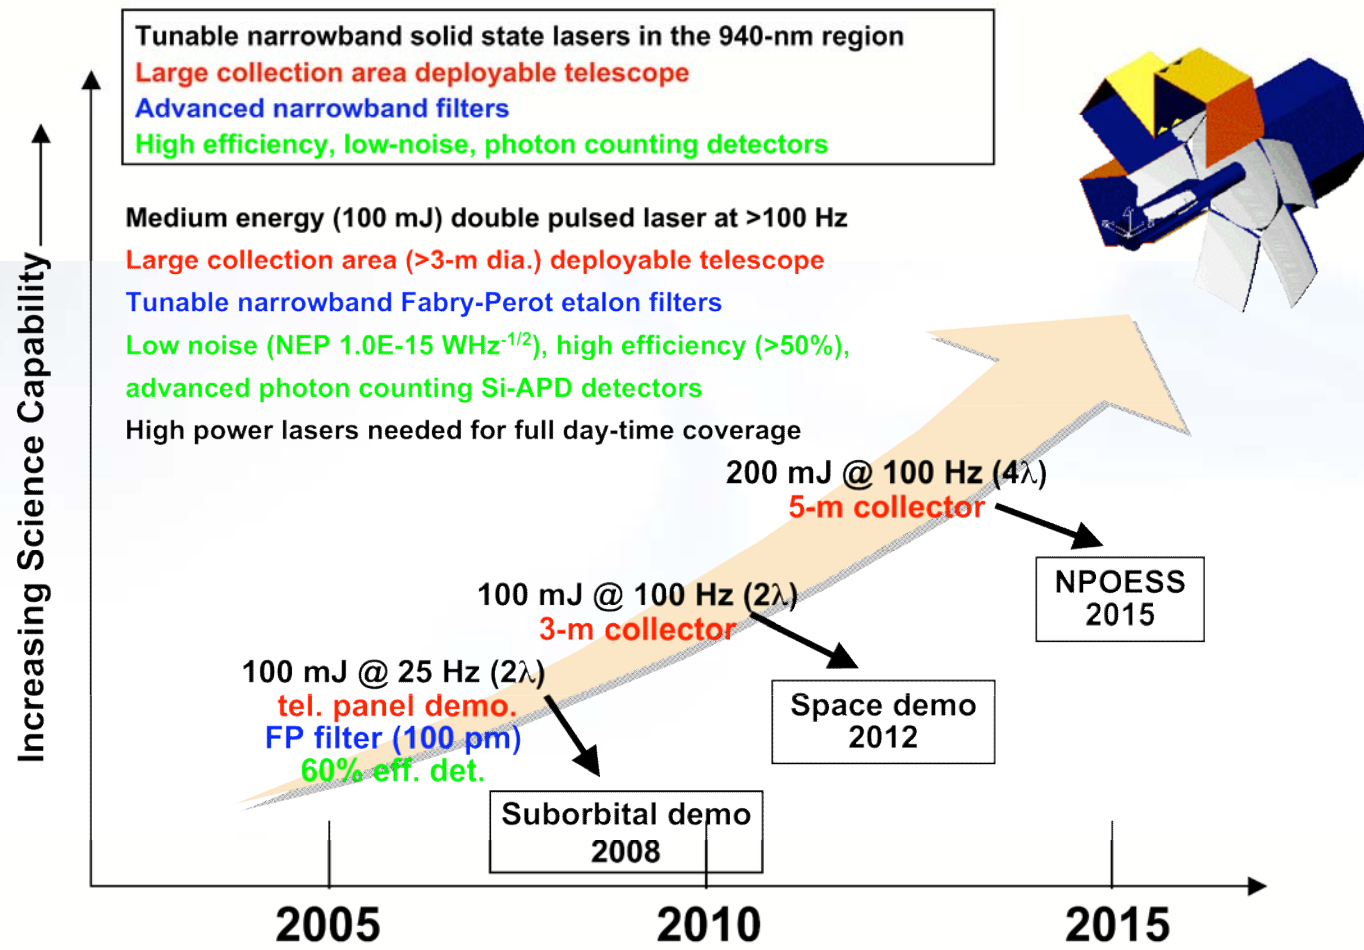 Tunable narrowband solid state lasers in the 940-nm region
Large collection area deployable telescope
Advanced narrowband filters
High efficiency, low-noise, photon counting detectors
Increasing Science Capability
Medium energy (100 mJ) double pulsed laser at >100 Hz
Large collection area (>3-m dia.) deployable telescope
Tunable narrowband Fabry-Perot etalon filters
Low noise (NEP 1.0E-15 WHz-1/2), high efficiency (>50%),
advanced photon counting Si-APD detectors
High power lasers needed for full day-time coverage
200 mJ @ 100 Hz (4λ)
5-m collector
NPOESS
2015
100 mJ @ 100 Hz (2λ)
3-m collector
Space demo
2012
100 mJ @ 25 Hz (2λ)
tel. panel demo.
FP filter (100 pm)
60% eff. det.
Suborbital demo
2008
2005
2010
2015